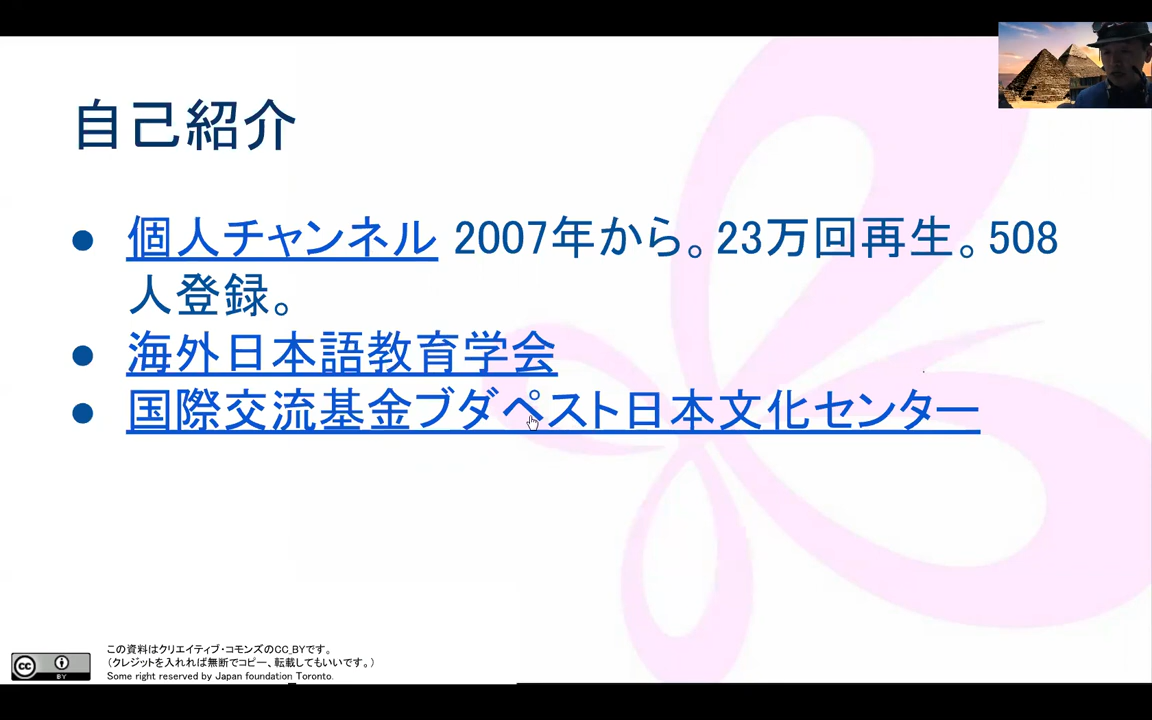 自己紹介
● 個人チャンネル 2007年から。23万回再生。508
人登録。
● 海外日本語教育学会
● 国際交流基金ブダペスト日本文化センター
この資料はクリエイティブ・コモンズのCC_BYです。
（クレジットを入れれば無断でコピー、転載してもいいです。）
Some right reserved by Japan foundation Toronto.
cc
BY